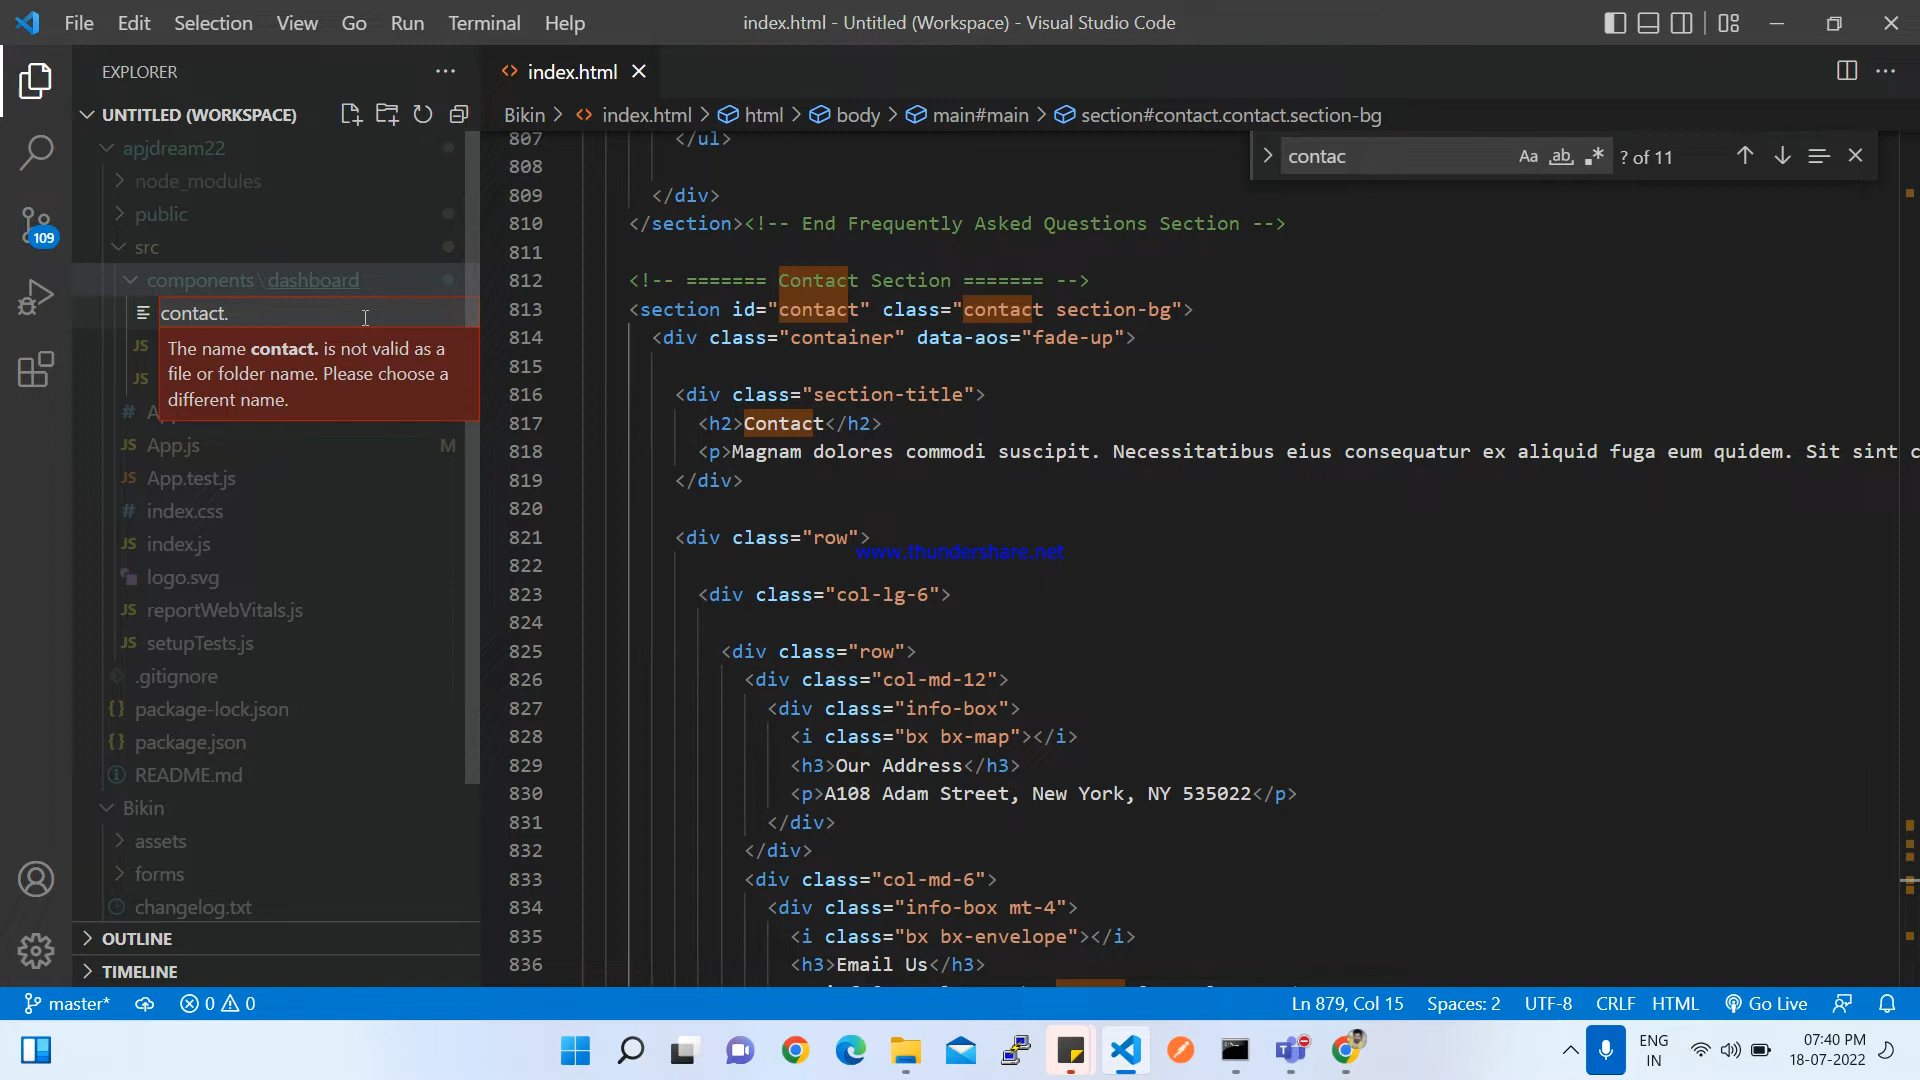 File Edit Selection View Go Run Terminal Help
index.html - Untitled (Workspace) - Visual Studio Code
EXPLORER
UNTITLED (WORKSPACE)
apjdream22
node_modules
public
src
components \ dashboard
contact.
The name contact. is not valid as a
file or folder name. Please choose a
different name.
JS
JS
# A
JS App.js M
JS App.test.js
# index.css
JS index.js
logo.svg
JS reportWebVitals.js
JS setupTests.js
.gitignore
{} package-lock.json
{} package.json
README.md
Bikin
assets
forms
changelog.txt
OUTLINE
TIMELINE
109
index.html
Bikin > index.html > html > body > main#main > section#contact.contact.section-bg
contac Aa ab ? of 11
807 </ul>
808
809 </div>
810 </section><!-- End Frequently Asked Questions Section -->
811
812 <!-- ======= Contact Section ======= -->
813 <section id="contact" class="contact section-bg">
814 <div class="container" data-aos="fade-up">
815
816 <div class="section-title">
817 <h2>Contact</h2>
818 <p>Magnam dolores commodi suscipit. Necessitatibus eius consequatur ex aliquid fuga eum quidem. Sit sint c
819 </div>
820
821 <div class="row">
www.thundershare.net
822
823 <div class="col-lg-6">
824
825 <div class="row">
826 <div class="col-md-12">
827 <div class="info-box">
828 <i class="bx bx-map"></i>
829 <h3>Our Address</h3>
830 <p>A108 Adam Street, New York, NY 535022</p>
831 </div>
832 </div>
833 <div class="col-md-6">
834 <div class="info-box mt-4">
835 <i class="bx bx-envelope"></i>
836 <h3>Email Us</h3>
master* 0 0
Ln 879, Col 15 Spaces: 2 UTF-8 CRLF HTML Go Live
ENG
IN
07:40 PM
18-07-2022